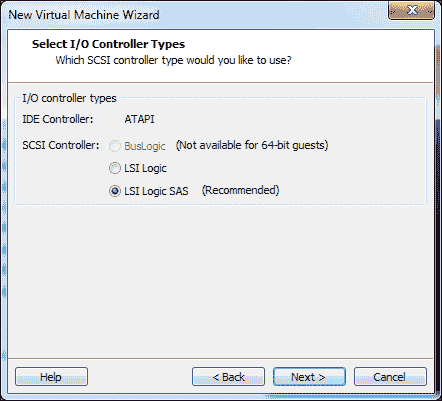 New Virtual Machine Wizard
Select I/O Controller Types
Which SCSI controller type would you like to use?
I/O controller types
IDE Controller: ATAPI
SCSI Controller: BusLogic (Not available for 64-bit guests)
LSI Logic
LSI Logic SAS (Recommended)
Help < Back Next > Cancel